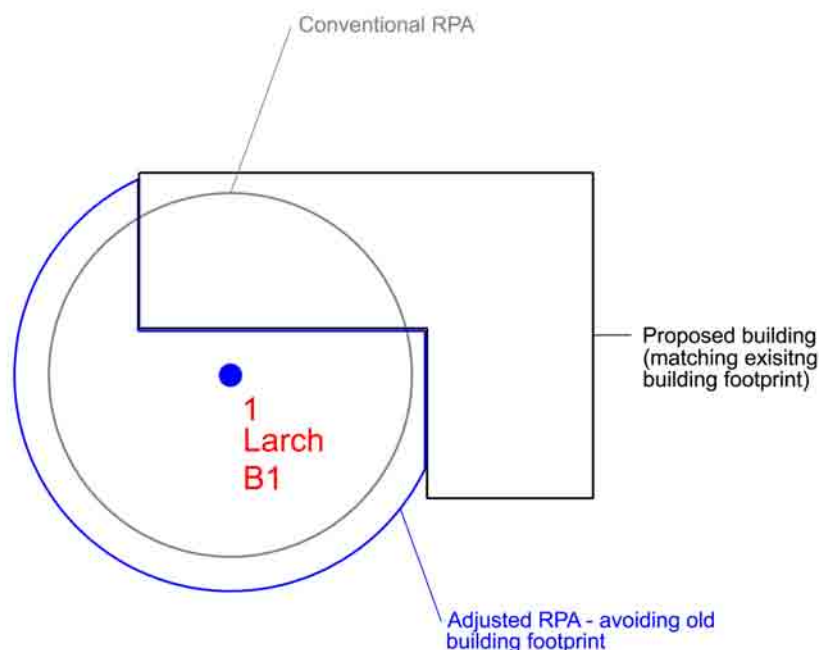 Conventional RPA
Proposed building
(matching exisitng
building footprint)
1
Larch
B1
Adjusted RPA - avoiding old
building footprint